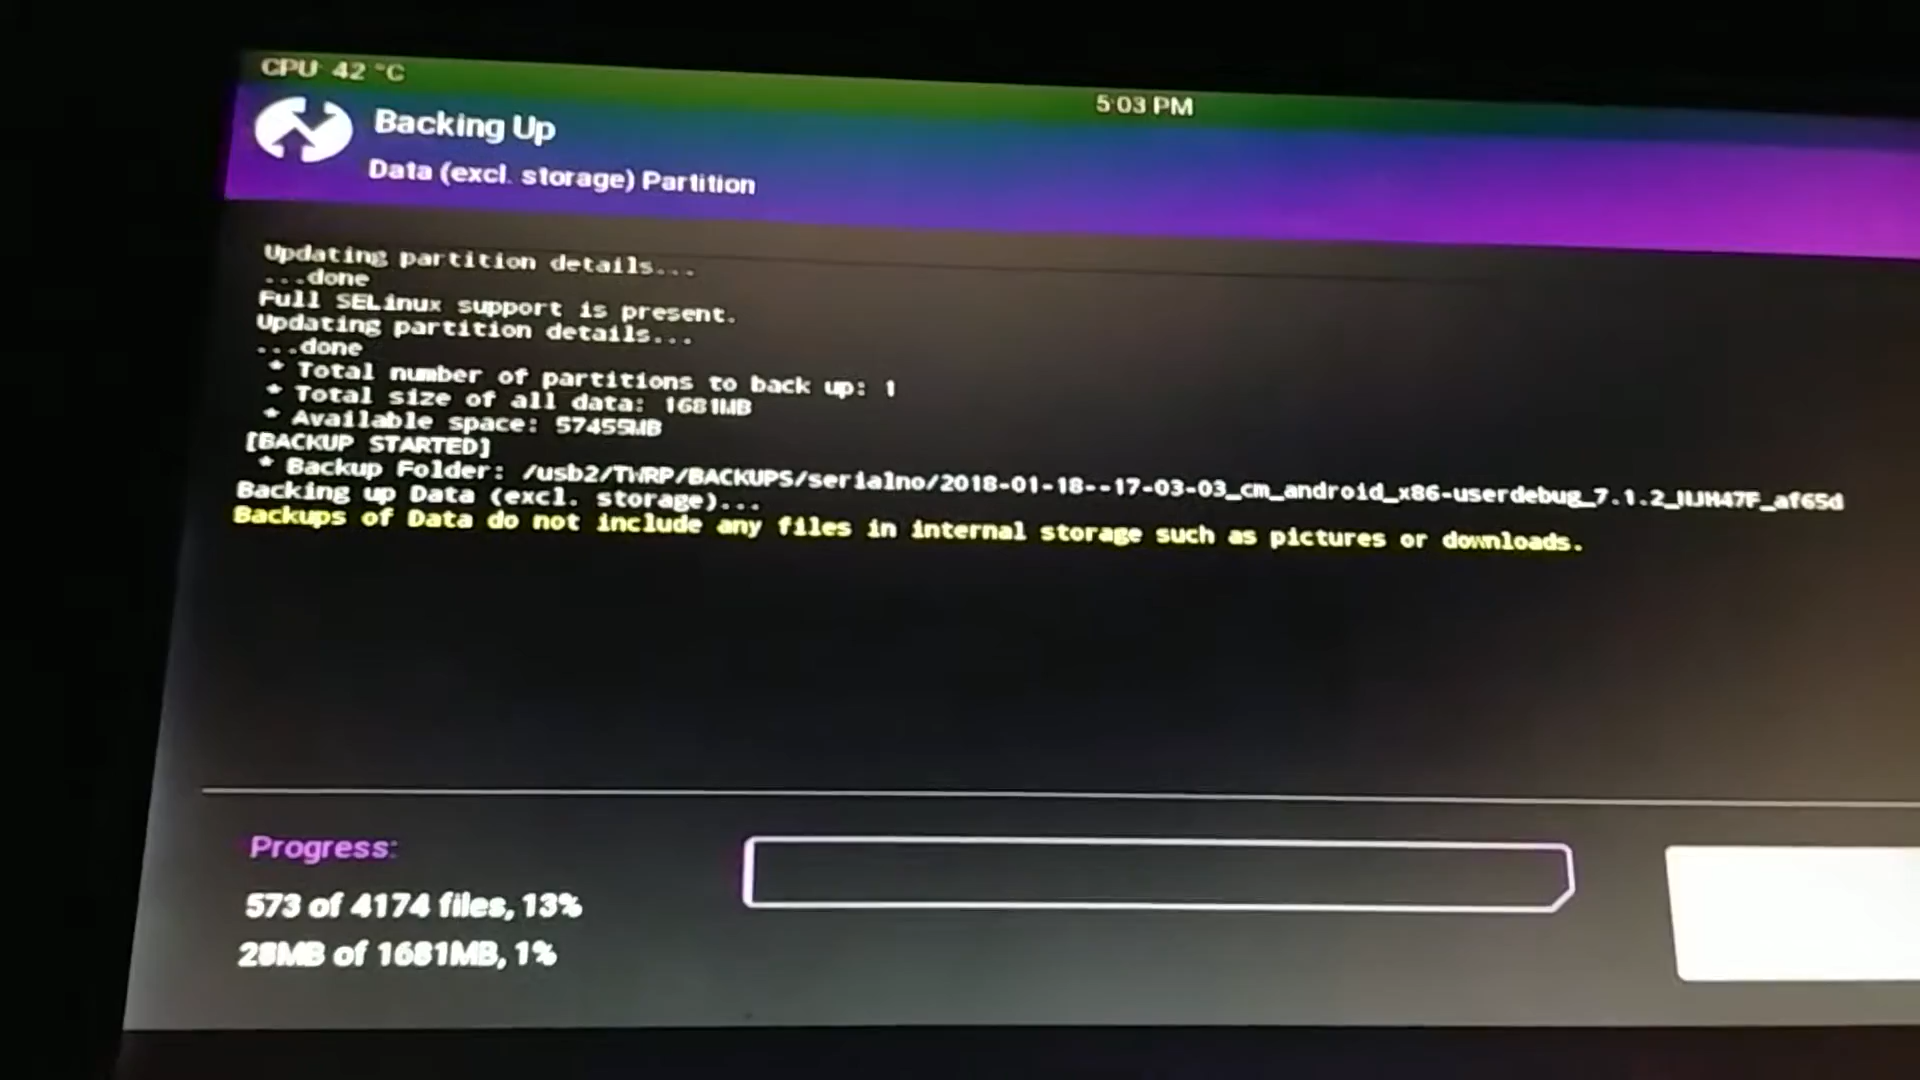 CPU: 42 °C
5:03 PM
Backing Up
Data (excl. storage) Partition
Updating partition details...
...done
Full SELinux support is present.
Updating partition details...
...done
* Total number of partitions to back up: 1
* Total size of all data: 1681MB
* Available space: 57455MB
[BACKUP STARTED]
* Backup Folder: /usb2/TWRP/BACKUPS/serialno/2018-01-18--17-03-03_cm_android_x86-userdebug_7.1.2_NJH47F_af65d
Backing up Data (excl. storage)...
Backups of Data do not include any files in internal storage such as pictures or downloads.
Progress:
573 of 4174 files, 13%
28MB of 1681MB, 1%